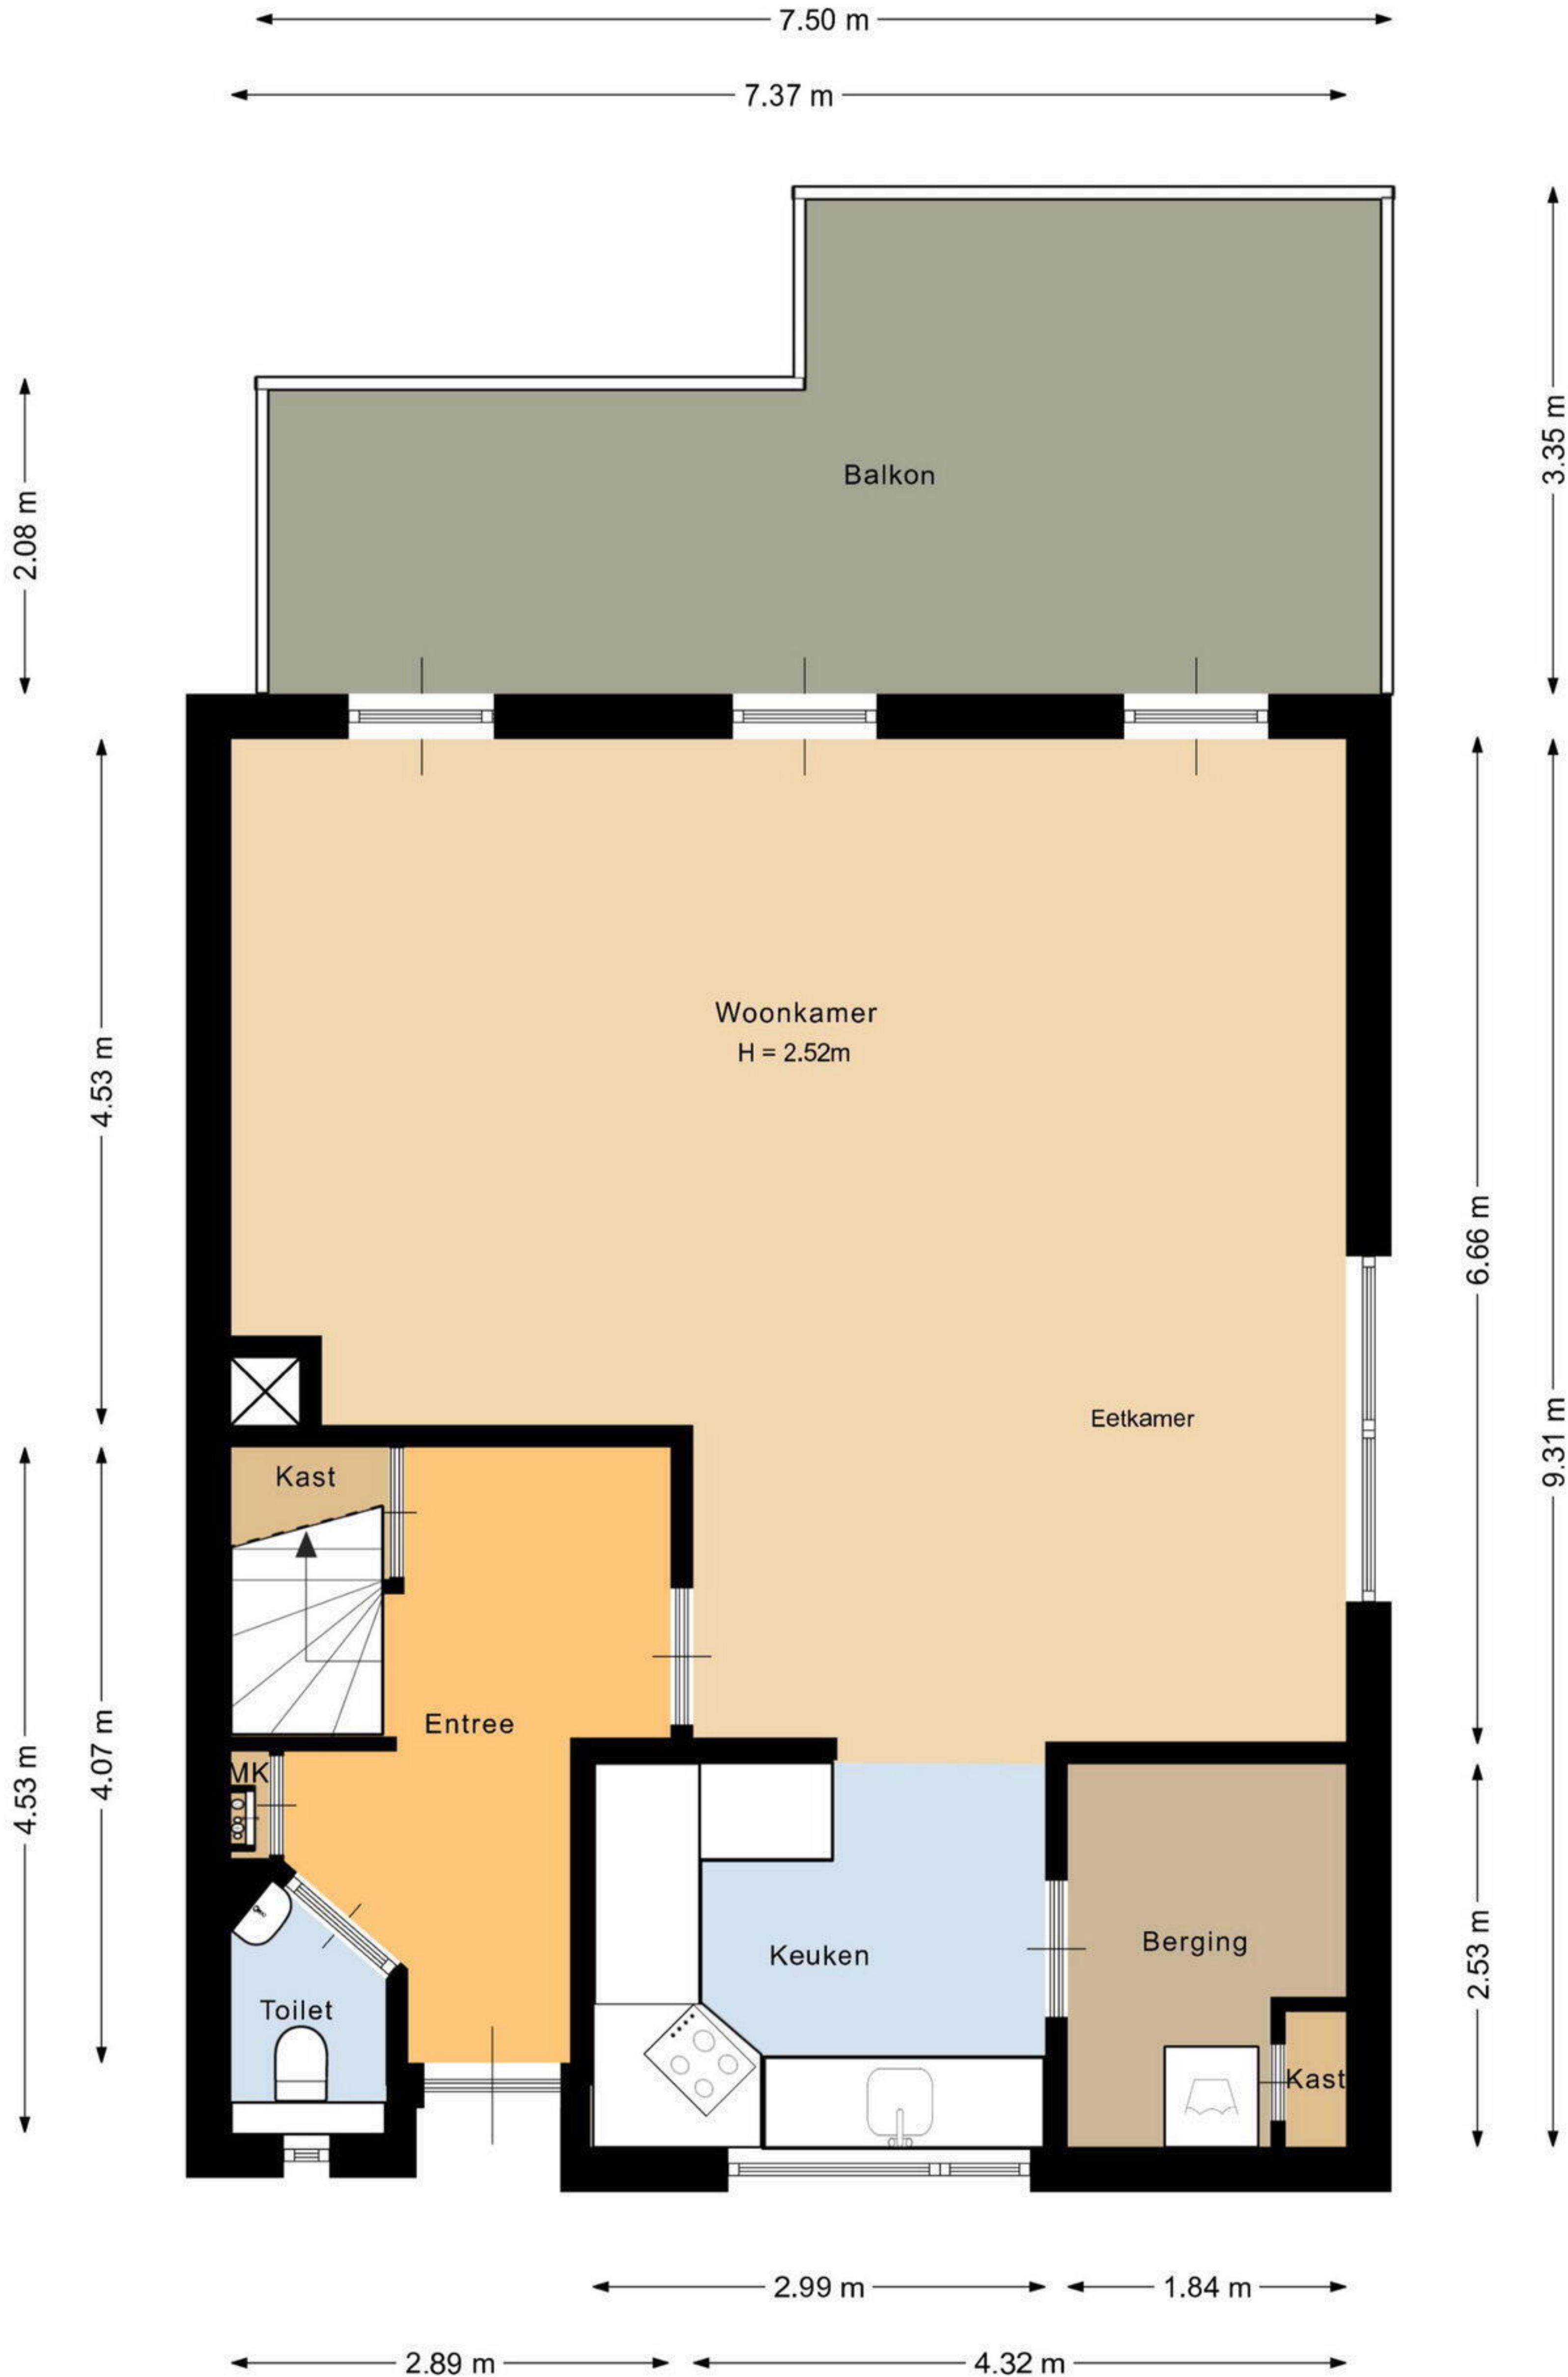 7.50 m
7.37 m
3.35 m
2.08 m
Balkon
Woonkamer
H = 2.52m
4.53 m
6.66 m
9.31 m
Eetkamer
Kast
Entree
4.53 m
4.07 m
MK
2.53 m
Keuken
Berging
Toilet
Kast
2.99 m
1.84 m
2.89 m
4.32 m